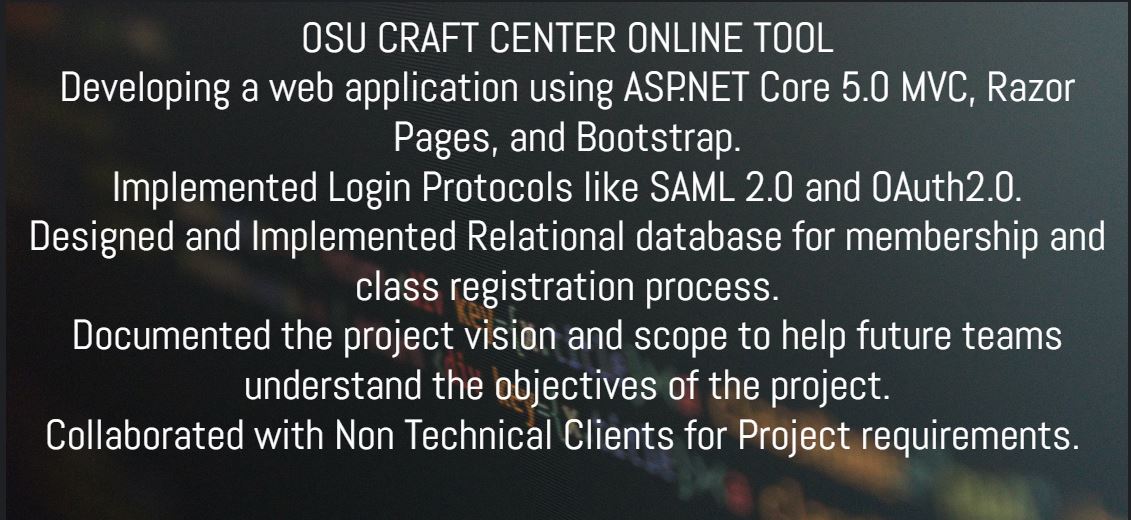 OSU CRAFT CENTER ONLINE TOOL
Developing a web application using ASP.NET Core 5.0 MVC, Razor
Pages, and Bootstrap.
Implemented Login Protocols like SAML 2.0 and OAuth2.0.
Designed and Implemented Relational database for membership and
class registration process.
Documented the project vision and scope to help future teams
understand the objectives of the project.
Collaborated with Non Technical Clients for Project requirements.